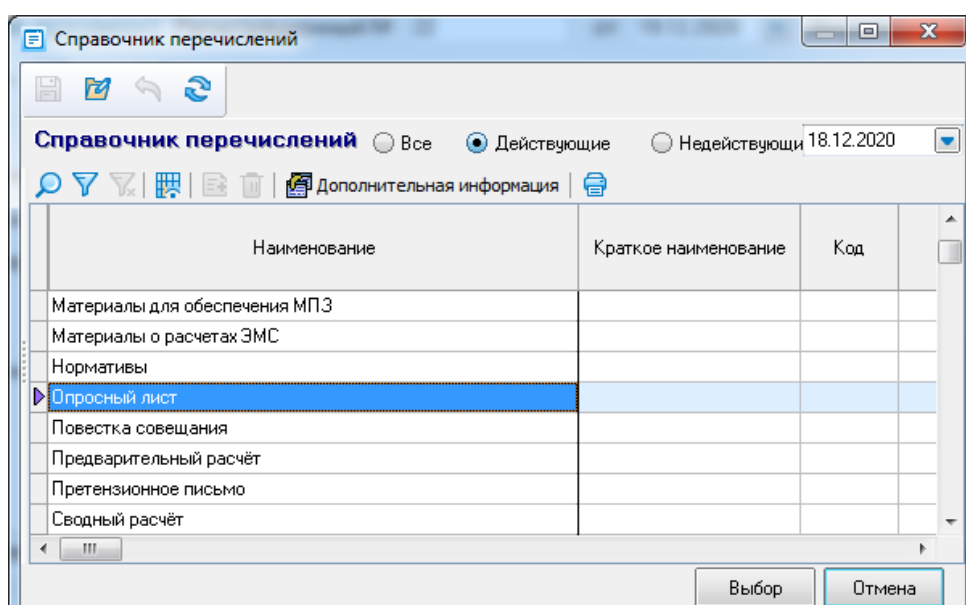 Справочник перечислений
Справочник перечислений Все Действующие Недействующи 18.12.2020
Дополнительная информация
Наименование Краткое наименование Код
Материалы для обеспечения МПЗ
Материалы о расчетах ЭМС
Нормативы
Опросный лист
Повестка совещания
Предварительный расчёт
Претензионное письмо
Сводный расчёт
Выбор Отмена